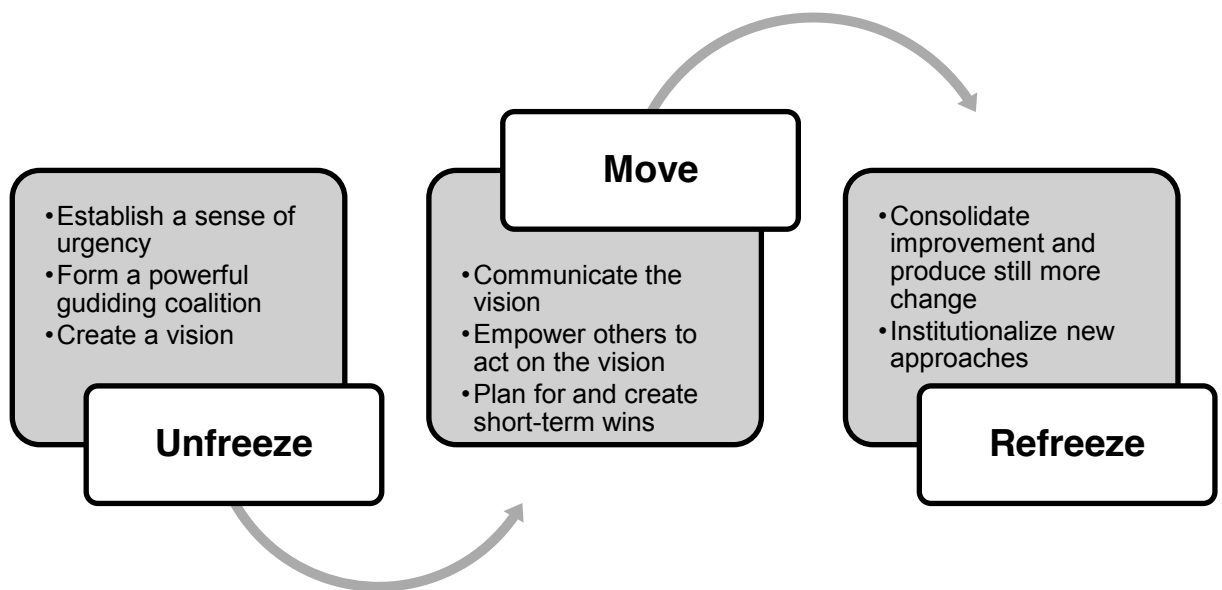 •Establish a sense of
urgency
•Form a powerful
gudiding coalition
•Create a vision
Unfreeze
Move
•Communicate the
vision
•Empower others to
act on the vision
•Plan for and create
short-term wins
•Consolidate
improvement and
produce still more
change
•Institutionalize new
approaches
Refreeze